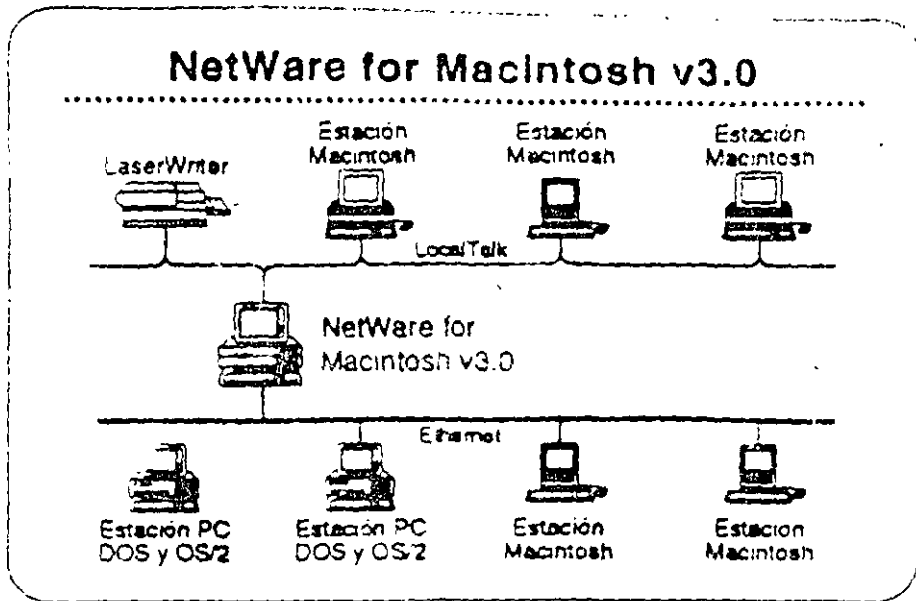 NetWare for Macintosh v3.0
LaserWriter
Estación
Macintosh
Estación
Macintosh
Estación
Macintosh
LocalTalk
NetWare for
Macintosh v3.0
Ethernet
Estación PC
DOS y OS/2
Estación PC
DOS y OS/2
Estación
Macintosh
Estación
Macintosh